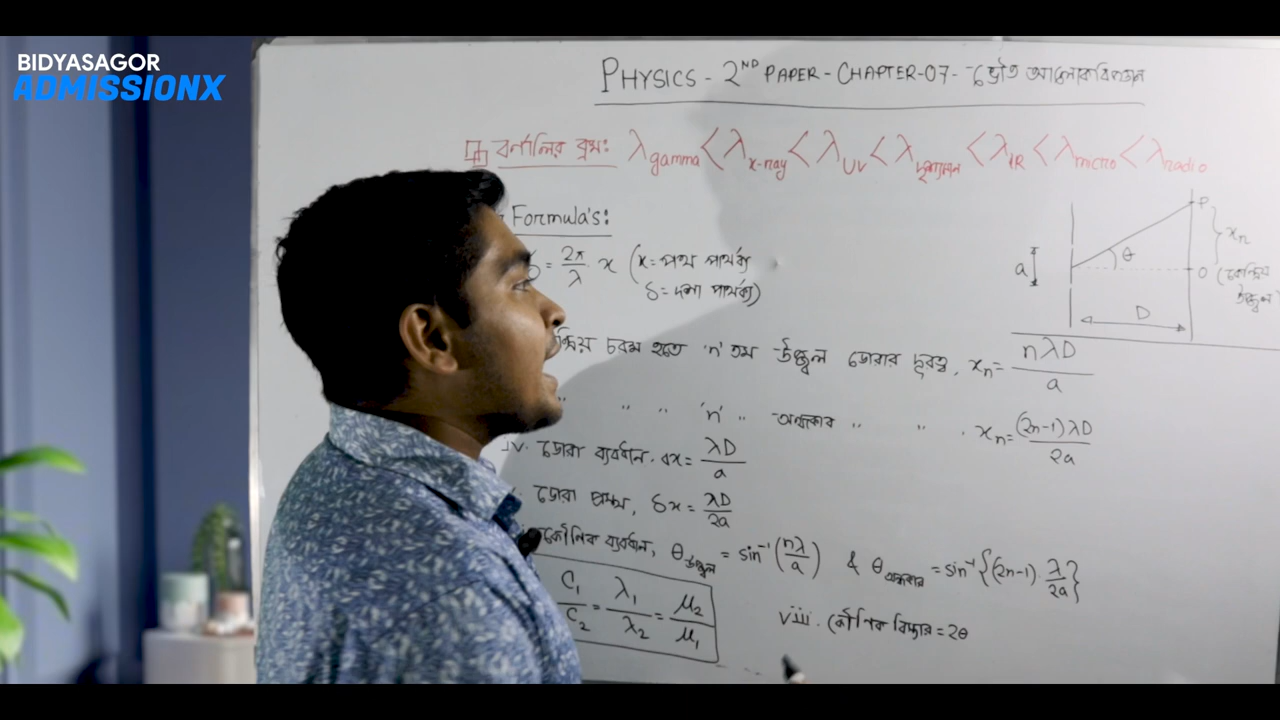 BIDYASAGOR
ADMISSIONX
PHYSICS - 2ND PAPER - CHAPTER-07 - ভৌত আলোকবিজ্ঞান
বর্ণালির ক্রম: λgamma < λx-ray < λUV < λদৃশ্যমান < λIR < λmicro < λradio
Formula's:
δ = 2π/λ . x (x = পথ পার্থক্য
δ = দশা পার্থক্য)
P
xn
θ
a
O (কেন্দ্রিয়
উজ্জ্বল
D
চরম হতে 'n' তম উজ্জ্বল ডোরার দূরত্ব, xn = nλD/a
" " " 'n' " অন্ধকার " " . xn = (2n-1)λD/2a
iv. ডোরা ব্যবধান. Δx = λD/a
ডোরা প্রস্থ, δx = λD/2a
কৌণিক ব্যবধান, θউজ্জ্বল = sin⁻¹(nλ/a) & θঅন্ধকার = sin⁻¹{(2n-1).λ/2a}
C₁/C₂ = λ₁/λ₂ = μ₂/μ₁
viii. কৌণিক বিস্তার = 2θ